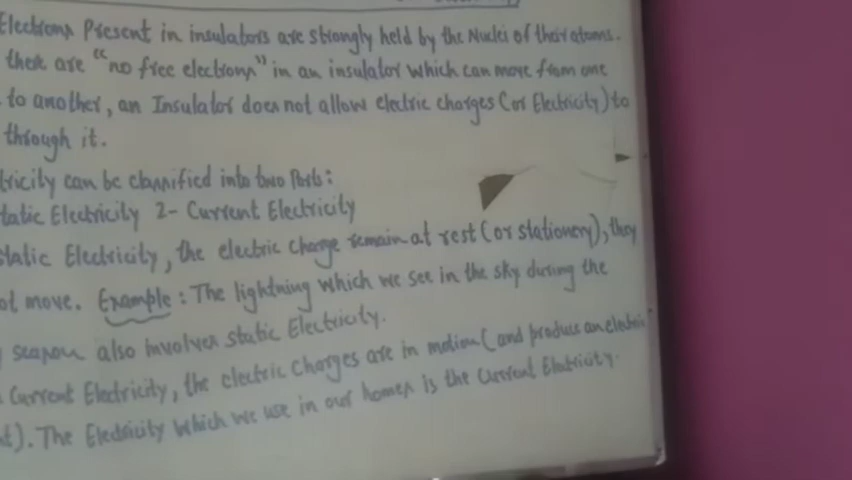 Electrons Present in insulators are strongly held by the Nuclei of their atoms.
there are "no free electrons" in an insulator which can move from one
to another, an Insulator does not allow electric charges (or Electricity) to
through it.
tricity can be classified into two Parts:
tatic Electricity 2- Current Electricity
Static Electricity, the electric charge remain at rest (or stationery), they
ot move. Example: The lightning which we see in the sky during the
season also involves static Electricity.
Current Electricity, the electric charges are in motion (and produce an electric
nt). The Electricity which we use in our homes is the Current Electricity.